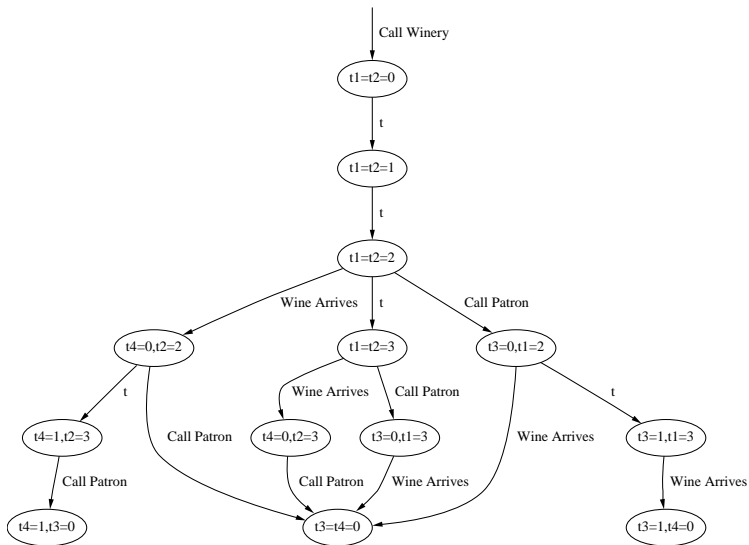 Call Winery
t1=t2=0
t
t1=t2=1
t
t1=t2=2
Wine Arrives
t
Call Patron
t4=0,t2=2
t1=t2=3
t3=0,t1=2
t
Wine Arrives
Call Patron
t
t4=1,t2=3
Call Patron
t4=0,t2=3
t3=0,t1=3
Wine Arrives
t3=1,t1=3
Call Patron
Call Patron
Wine Arrives
Wine Arrives
t4=1,t3=0
t3=t4=0
t3=1,t4=0